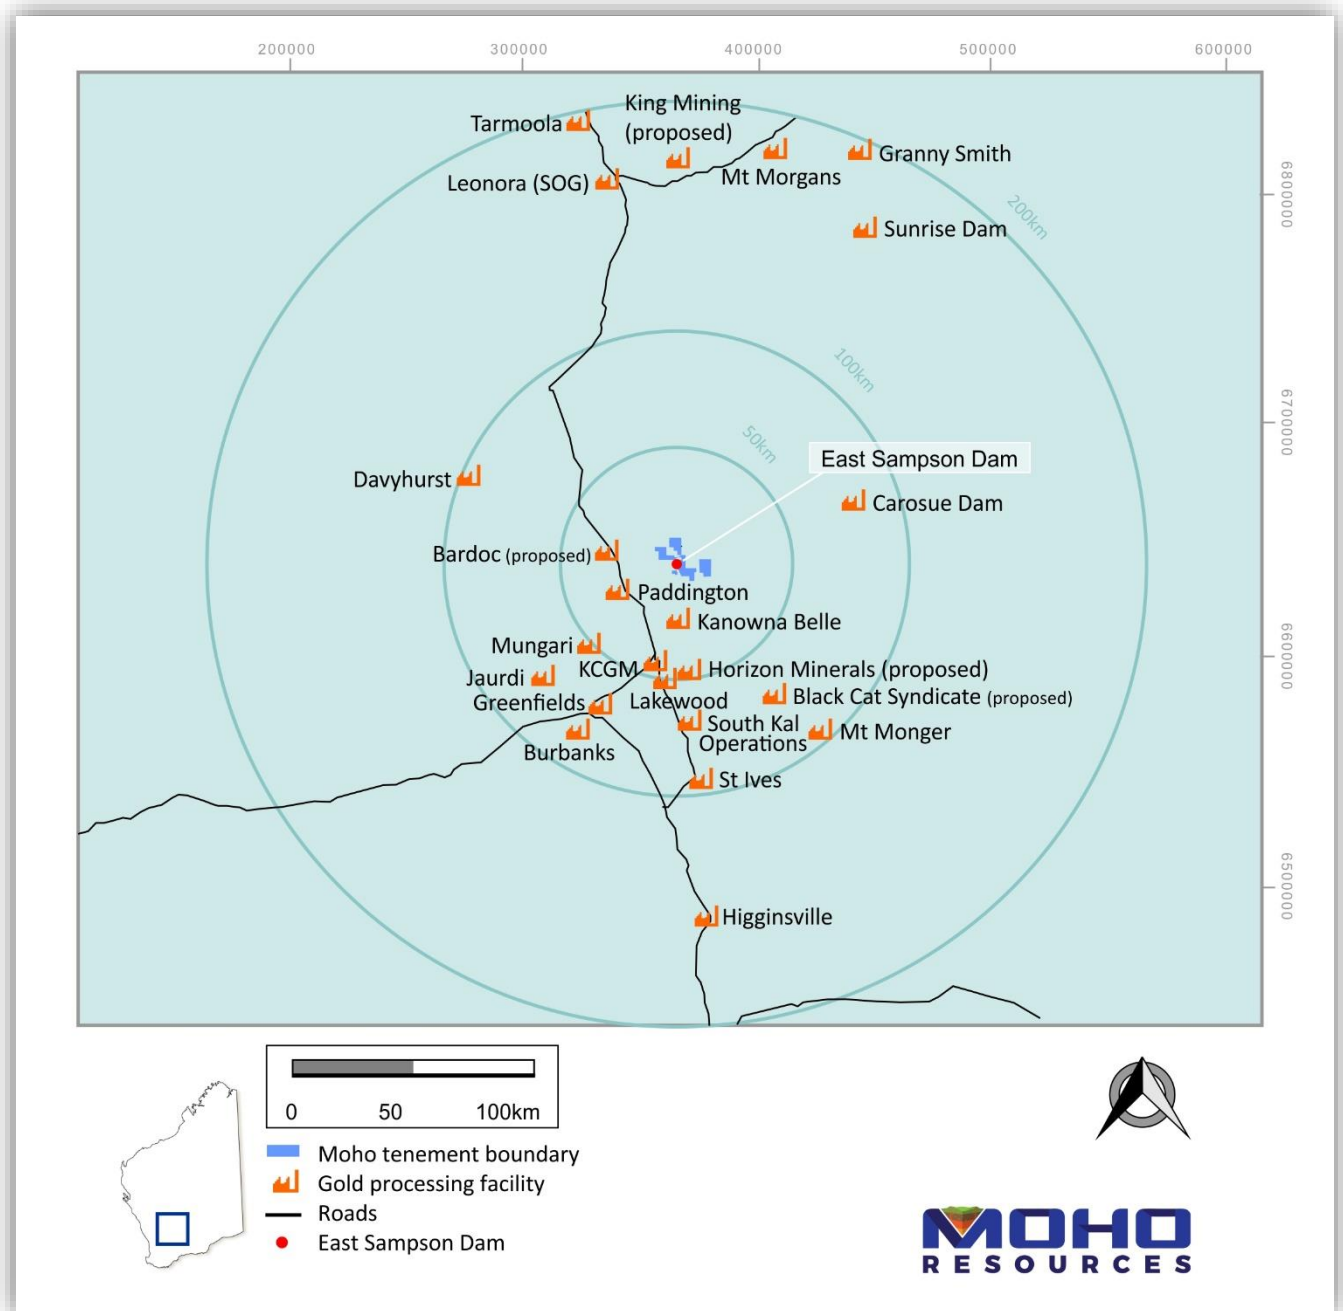 200000
300000
400000
500000
600000
King Mining
(proposed)
Tarmoola
Granny Smith
Mt Morgans
Leonora (SOG)
6800000
200km
Sunrise Dam
100km
6700000
50km
East Sampson Dam
Davyhurst
Carosue Dam
Bardoc (proposed)
Paddington
Kanowna Belle
Mungari
6600000
KCGM
Horizon Minerals (proposed)
Jaurdi
Black Cat Syndicate (proposed)
Greenfields
Lakewood
South Kal
Operations
Mt Monger
Burbanks
St Ives
6500000
Higginsville
0
50
100km
Moho tenement boundary
Gold processing facility
Roads
East Sampson Dam
MOHO
RESOURCES